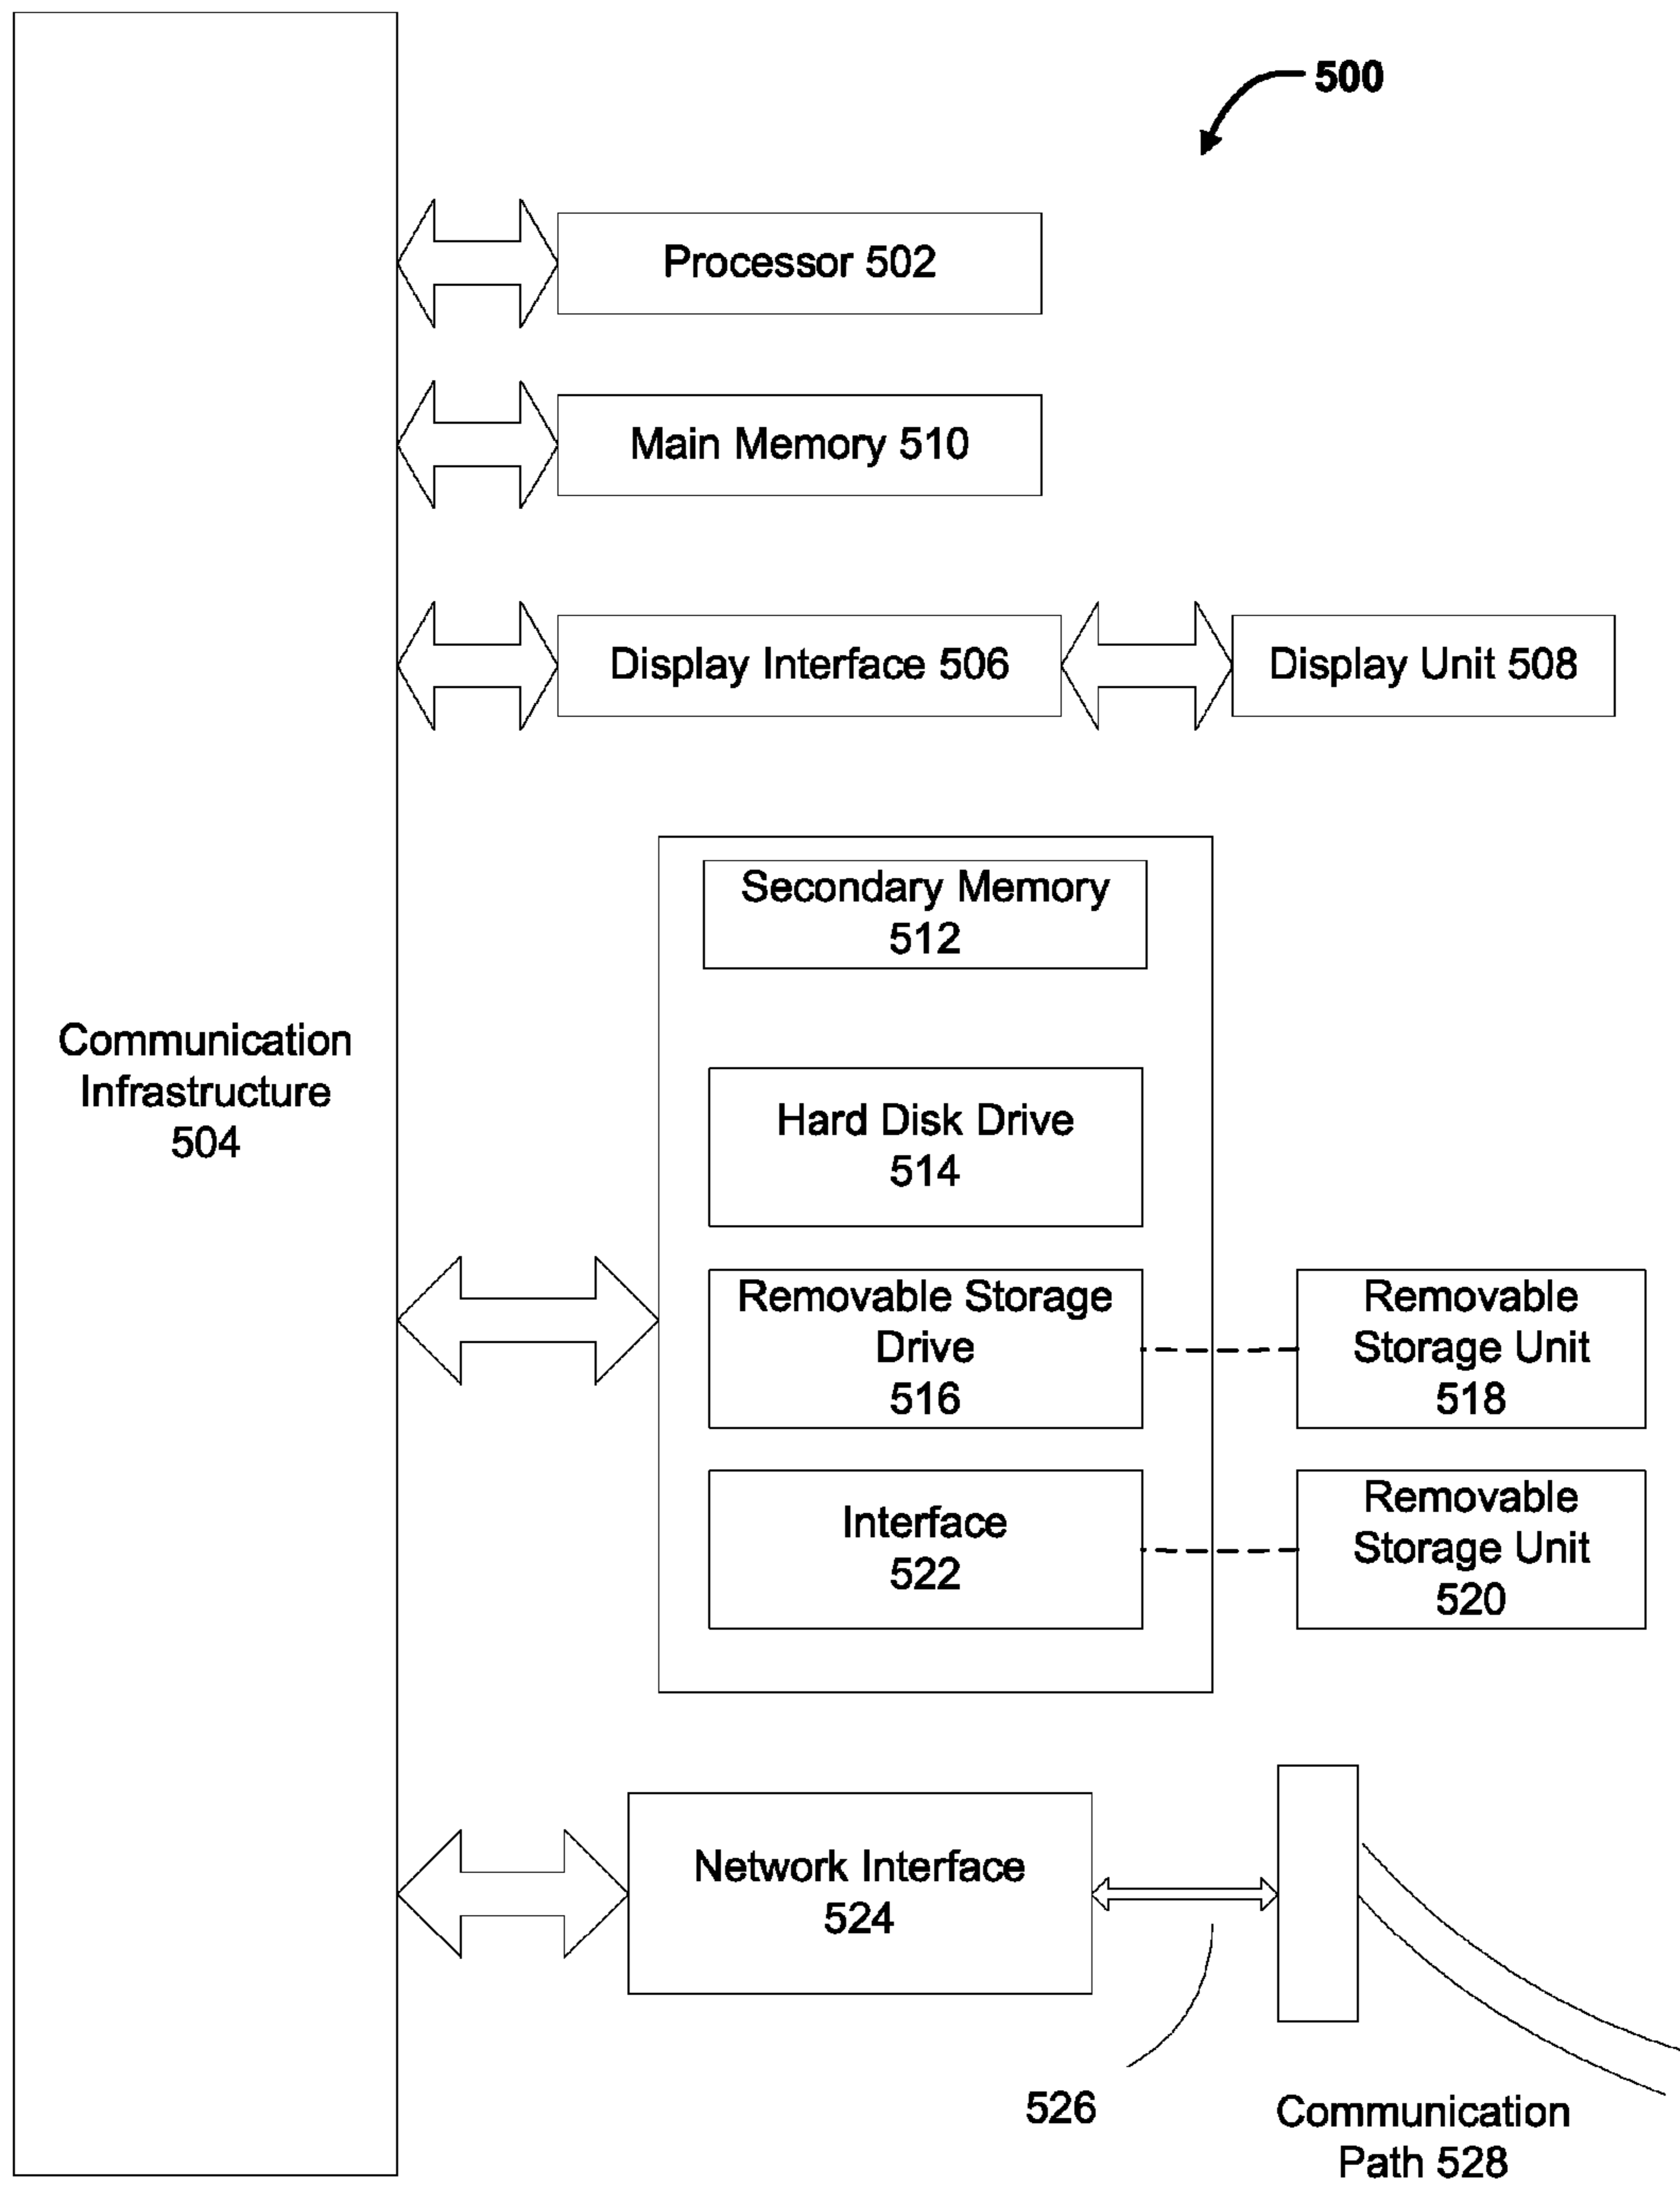 500
Processor 502
Main Memory 510
Display Interface 506
Display Unit 508
Secondary Memory
512
Communication
Infrastructure
504
Hard Disk Drive
514
Removable Storage
Drive
516
Removable
Storage Unit
518
Interface
522
Removable
Storage Unit
520
Network Interface
524
526
Communication
Path 528